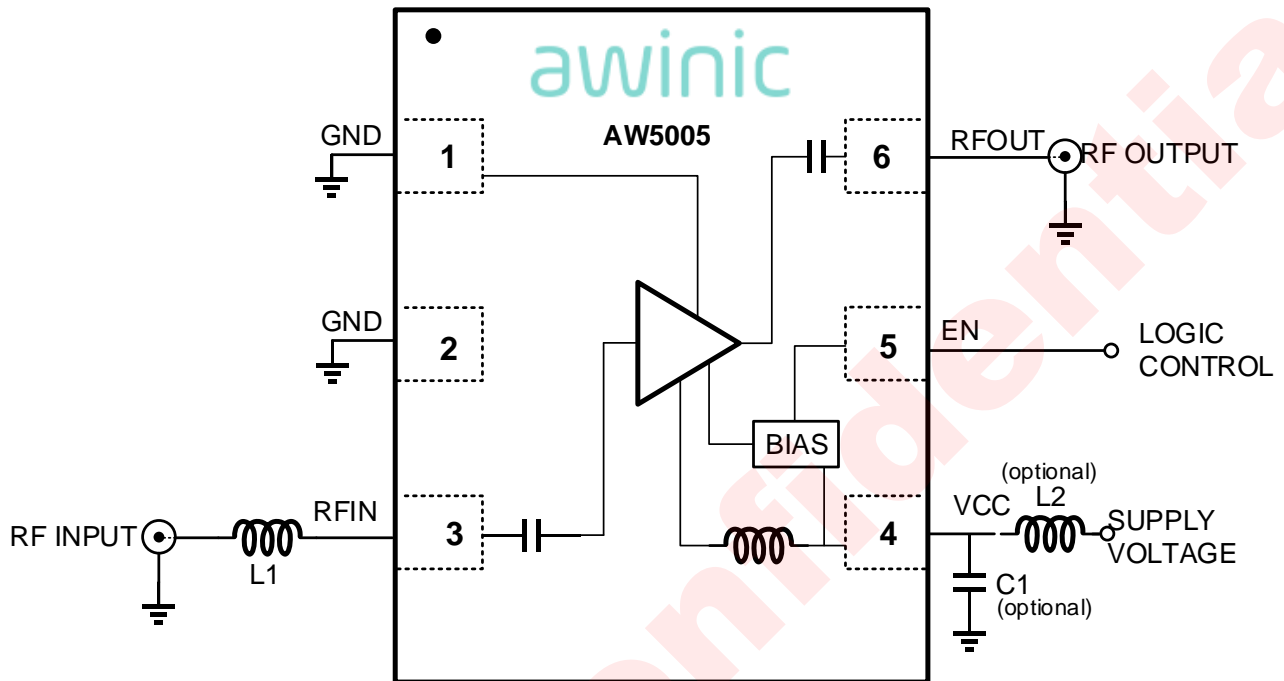 awinic
AW5005
GND
1
6
RFOUT
RF OUTPUT
GND
2
5
EN
LOGIC
CONTROL
BIAS
RF INPUT
L1
RFIN
3
4
VCC
(optional)
L2
SUPPLY
VOLTAGE
C1
(optional)
onfidentia